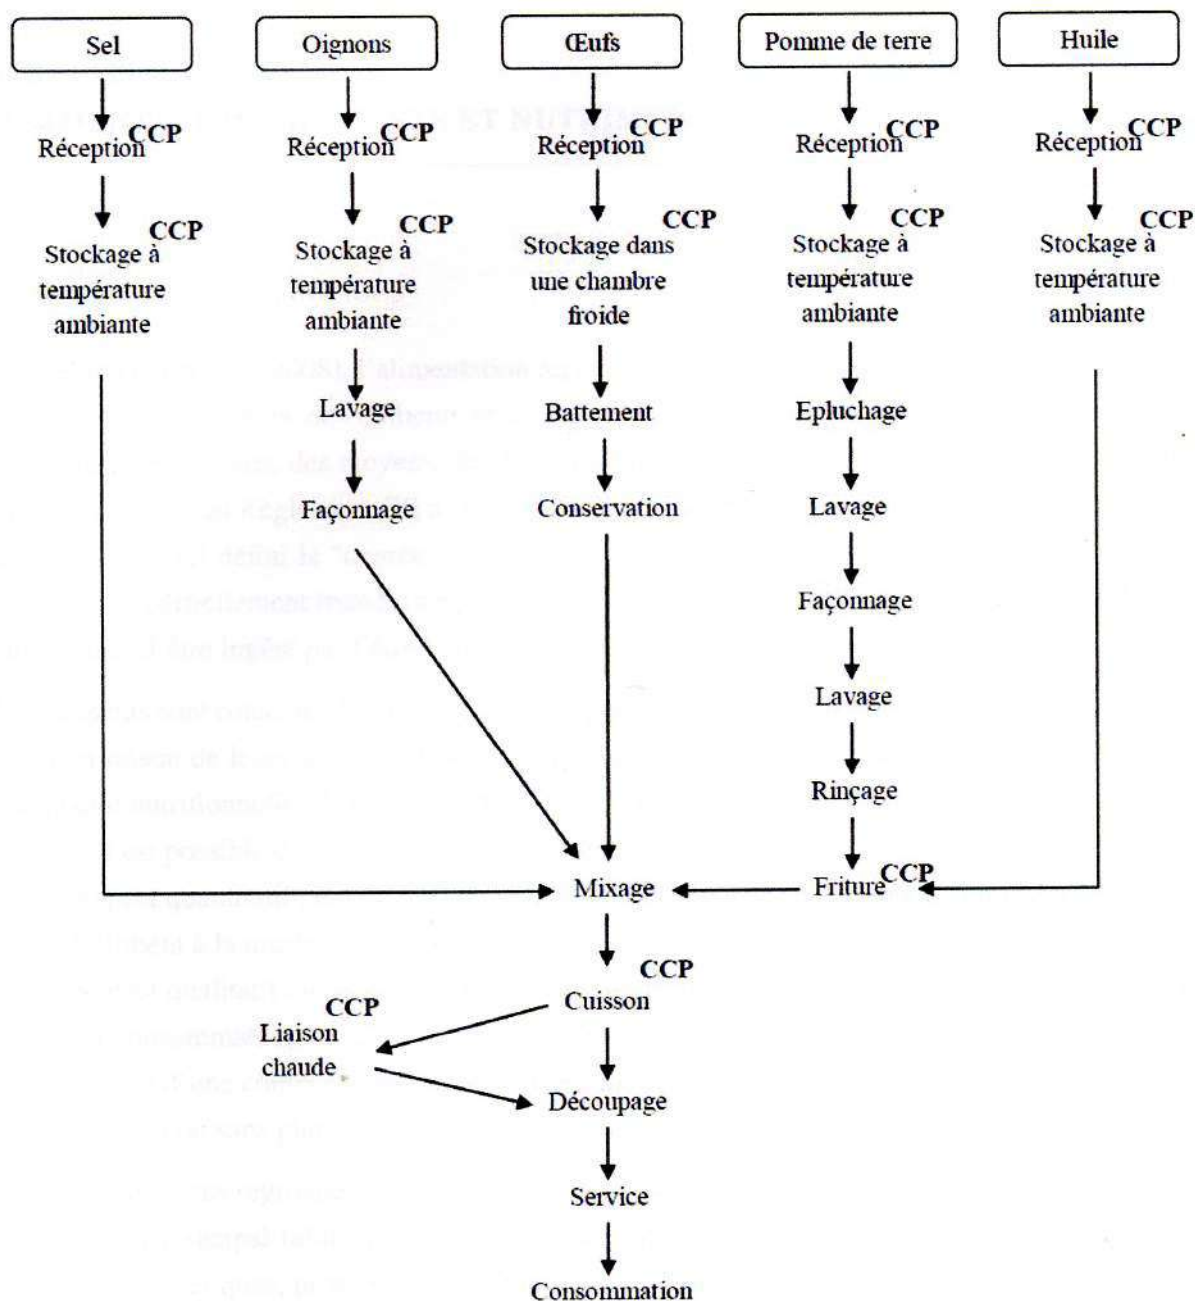 Sel
Oignons
Œufs
Pomme de terre
Huile
CCP
Réception
CCP
Réception
CCP
Réception
CCP
Réception
CCP
Réception
CCP
Stockage à
température
ambiante
CCP
Stockage à
température
ambiante
CCP
Stockage dans
une chambre
froide
CCP
Stockage à
température
ambiante
CCP
Stockage à
température
ambiante
Lavage
Battement
Epluchage
Façonnage
Conservation
Lavage
Façonnage
Lavage
Rinçage
Mixage
Friture CCP
CCP
Cuisson
CCP
Liaison
chaude
Découpage
Service
Consommation